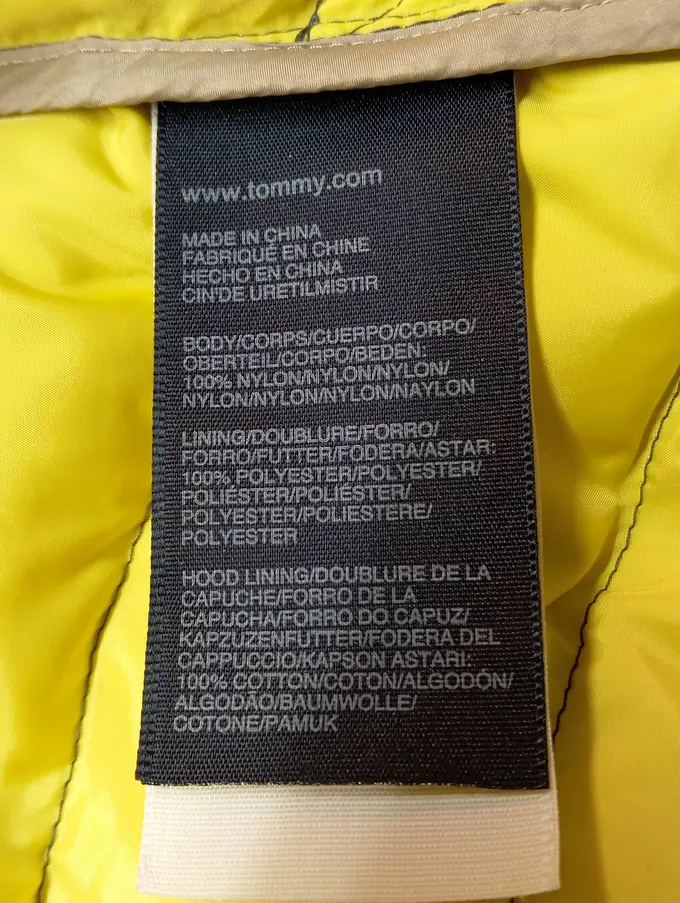 www.tommy.com
MADE IN CHINA
FABRIQUÉ EN CHINE
HECHO EN CHINA
CIN'DE URETILMISTIR
BODY/CORPS/CUERPO/CORPO/
OBERTEIL/CORPO/BEDEN:
100% NYLON/NYLON/NYLON/
NYLON/NYLON/NYLON/NAYLON
LINING/DOUBLURE/FORRO/
FORRO/FUTTER/FODERA/ASTAR:
100% POLYESTER/POLYESTER/
POLIÉSTER/POLIÉSTER/
POLYESTER/POLIESTERE/
POLYESTER
HOOD LINING/DOUBLURE DE LA
CAPUCHE/FORRO DE LA
CAPUCHA/FORRO DO CAPUZ/
KAPZUZENFUTTER/FODERA DEL
CAPPUCCIO/KAPSON ASTARI:
100% COTTON/COTON/ALGODÓN/
ALGODÃO/BAUMWOLLE/
COTONE/PAMUK